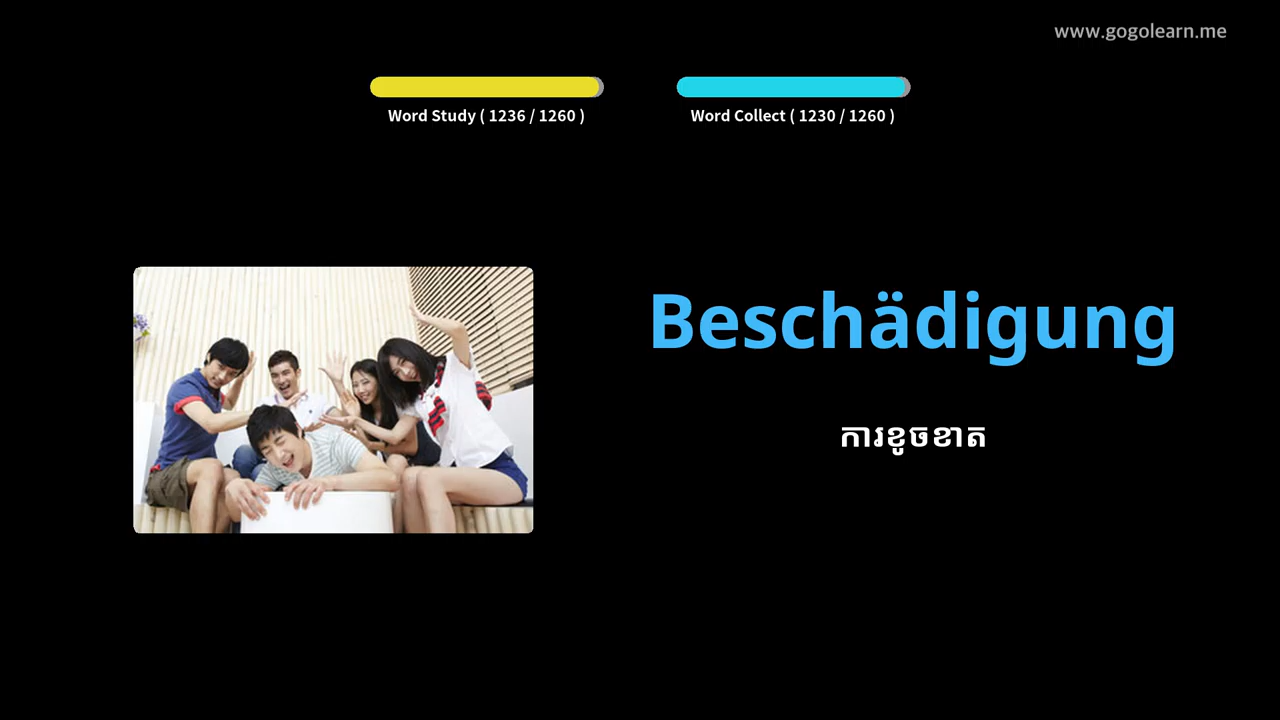 www.gogolearn.me
Word Study ( 1236 / 1260 )
Word Collect ( 1230 / 1260 )
Beschädigung
ការខូចខាត